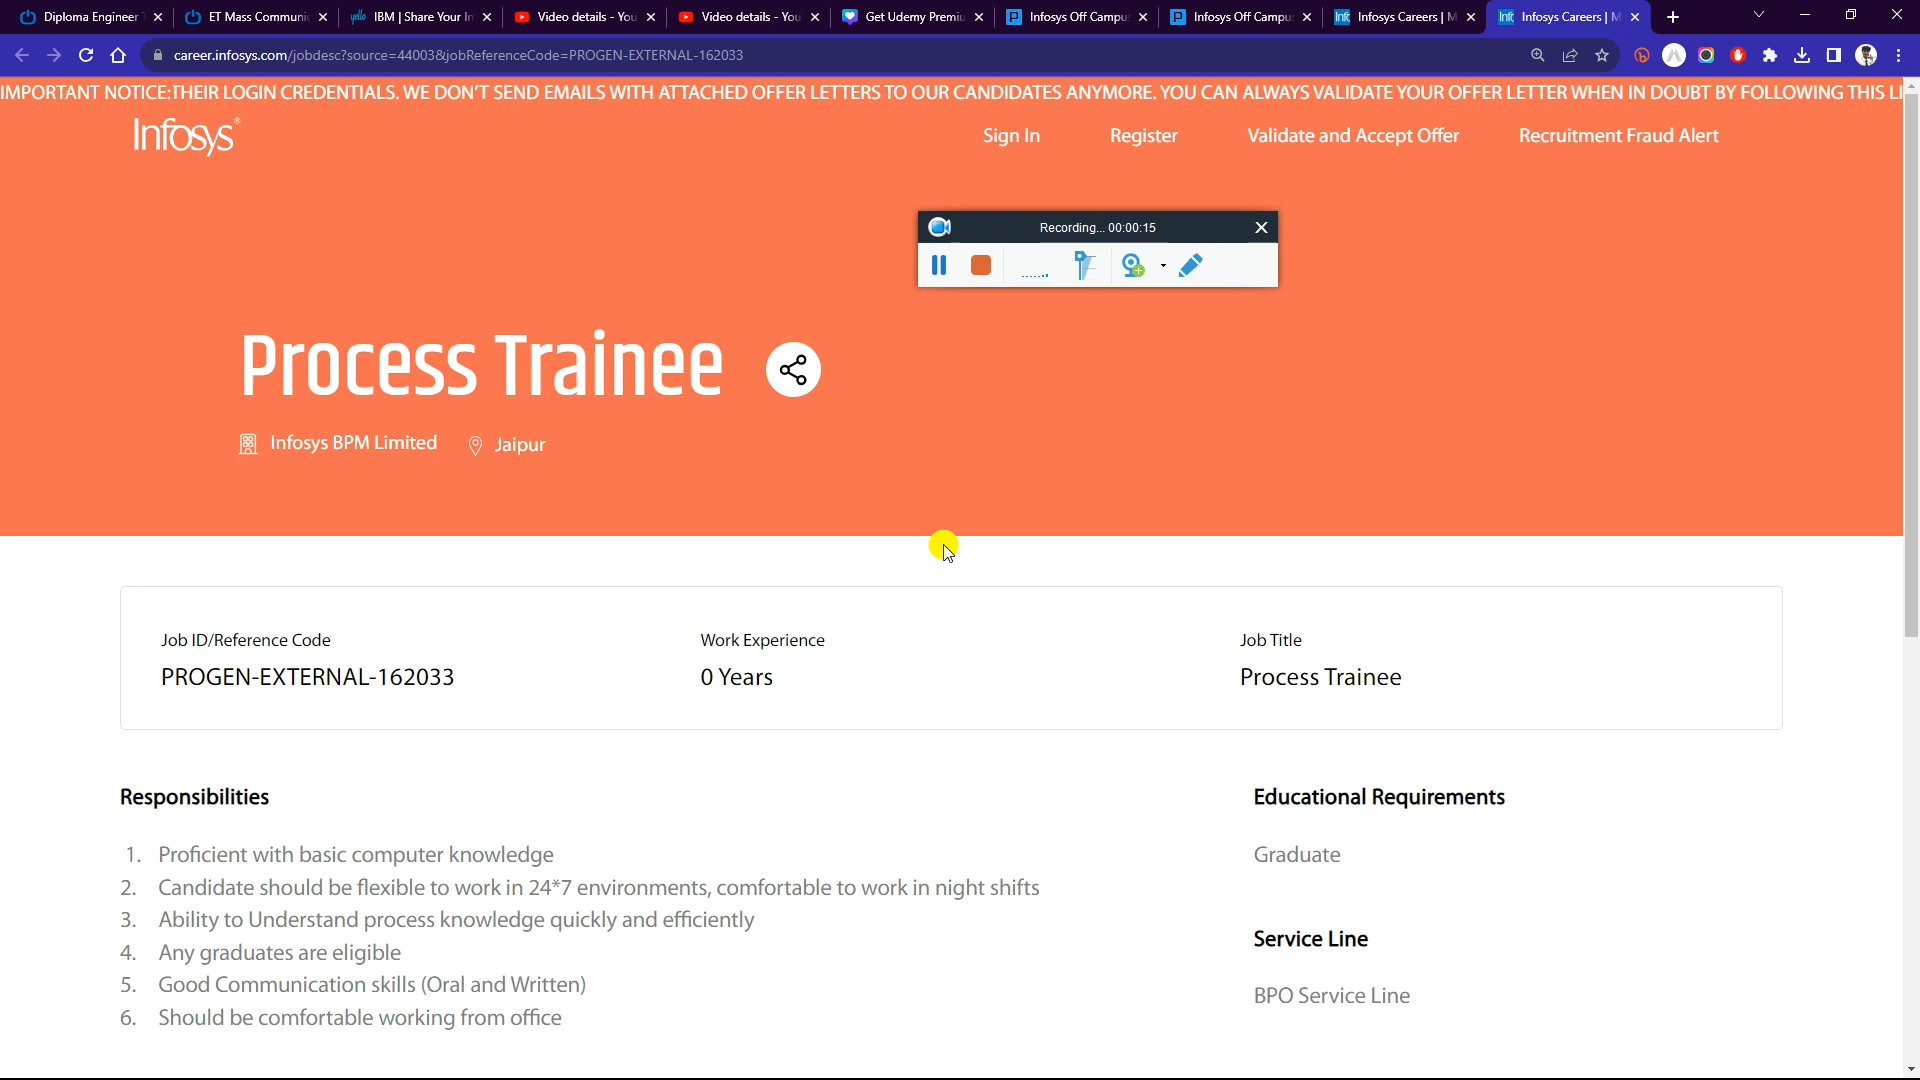 Diploma Engineer
ET Mass Communi
yello IBM | Share Your In
Video details - You
Video details - You
Get Udemy Premiu
Infosys Off Campu
Infosys Off Campu
Infosys Careers | M
Infosys Careers | M
career.infosys.com/jobdesc?source=44003&jobReferenceCode=PROGEN-EXTERNAL-162033
IMPORTANT NOTICE:THEIR LOGIN CREDENTIALS. WE DON'T SEND EMAILS WITH ATTACHED OFFER LETTERS TO OUR CANDIDATES ANYMORE. YOU CAN ALWAYS VALIDATE YOUR OFFER LETTER WHEN IN DOUBT BY FOLLOWING THIS LI
Infosys®
Sign In
Register
Validate and Accept Offer
Recruitment Fraud Alert
Recording... 00:00:15
Process Trainee
Infosys BPM Limited
Jaipur
Job ID/Reference Code
PROGEN-EXTERNAL-162033
Work Experience
0 Years
Job Title
Process Trainee
Responsibilities
1. Proficient with basic computer knowledge
2. Candidate should be flexible to work in 24*7 environments, comfortable to work in night shifts
3. Ability to Understand process knowledge quickly and efficiently
4. Any graduates are eligible
5. Good Communication skills (Oral and Written)
6. Should be comfortable working from office
Educational Requirements
Graduate
Service Line
BPO Service Line